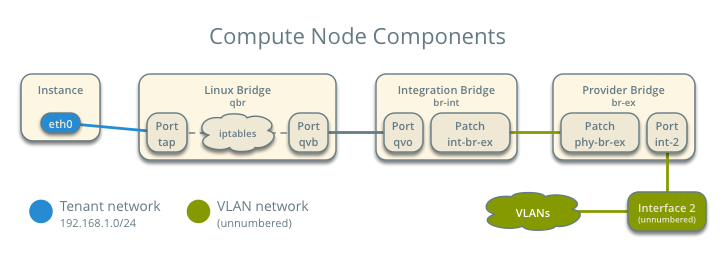 Compute Node Components
Instance
eth0
Linux Bridge
qbr
Port
tap
iptables
Port
qvb
Integration Bridge
br-int
Port
qvo
Patch
int-br-ex
Provider Bridge
br-ex
Patch
phy-br-ex
Port
int-2
Tenant network
192.168.1.0/24
VLAN network
(unnumbered)
VLANs
Interface 2
(unnumbered)